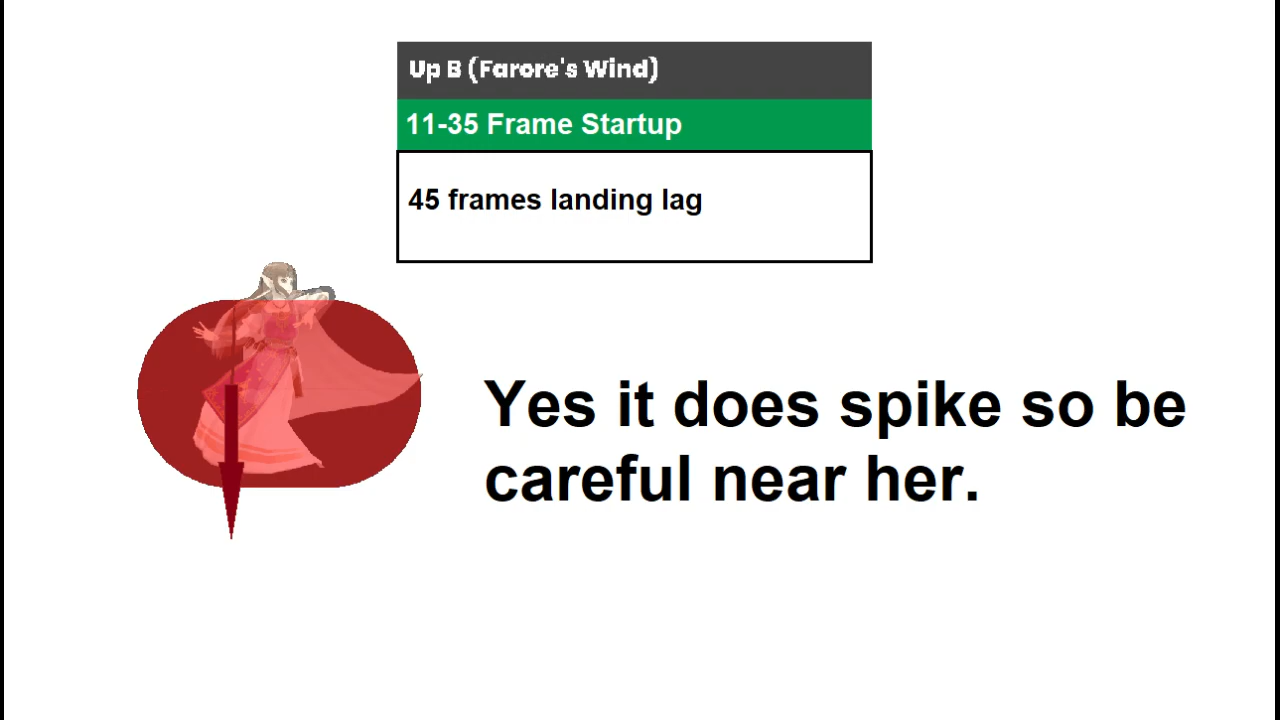 Up B (Farore's Wind)
11-35 Frame Startup
45 frames landing lag
Yes it does spike so be
careful near her.